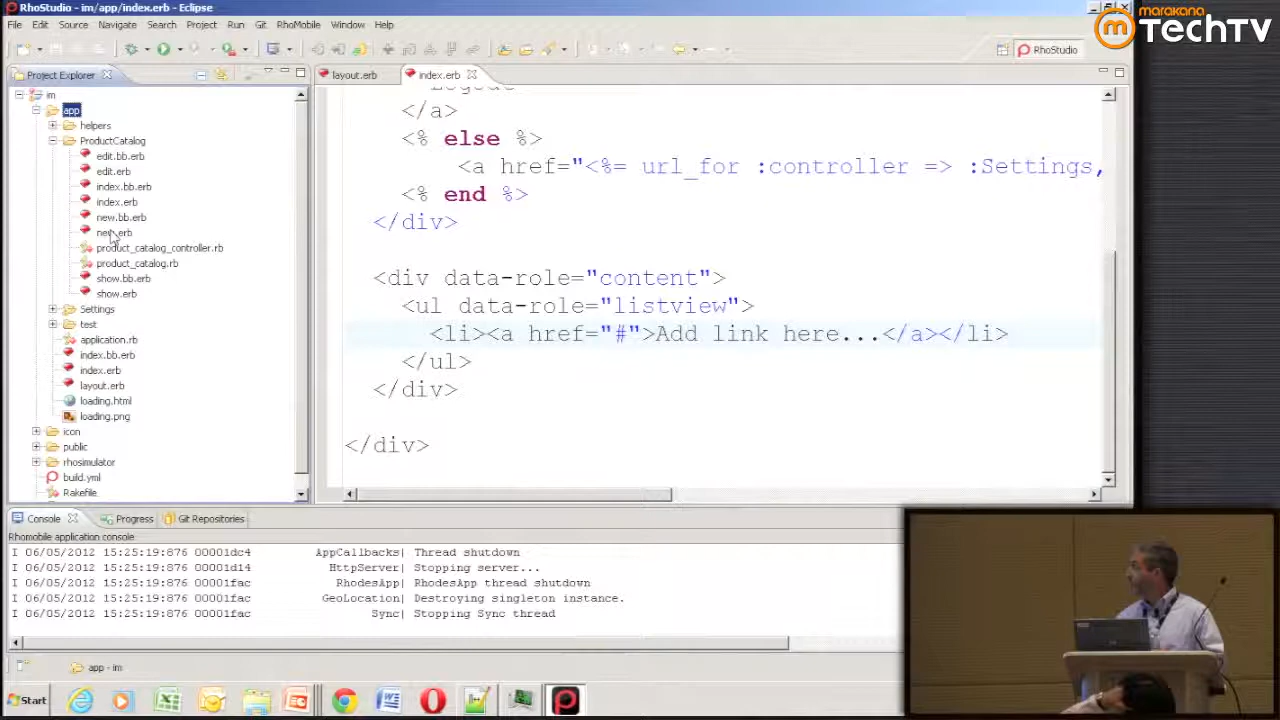 RhoStudio - im/app/index.erb - Eclipse
File Edit Source Navigate Search Project Run Git RhoMobile Window Help
marakana
TechTV
RhoStudio
Project Explorer
layout.erb
index.erb
im
app
helpers
ProductCatalog
edit.bb.erb
edit.erb
index.bb.erb
index.erb
new.bb.erb
new.erb
product_catalog_controller.rb
product_catalog.rb
show.bb.erb
show.erb
Settings
test
application.rb
index.bb.erb
index.erb
layout.erb
loading.html
loading.png
icon
public
rhosimulator
build.yml
Rakefile
</a>
<% else %>
<a href="<%= url_for :controller => :Settings,
<% end %>
</div>
<div data-role="content">
<ul data-role="listview">
<li><a href="#">Add link here...</a></li>
</ul>
</div>
</div>
Console
Progress
Git Repositories
Rhomobile application console
I 06/05/2012 15:25:19:876 00001dc4 AppCallbacks| Thread shutdown
I 06/05/2012 15:25:19:876 00001d14 HttpServer| Stopping server...
I 06/05/2012 15:25:19:876 00001fac RhodesApp| RhodesApp thread shutdown
I 06/05/2012 15:25:19:876 00001fac GeoLocation| Destroying singleton instance.
I 06/05/2012 15:25:19:876 00001fac Sync| Stopping Sync thread
app - im
Start